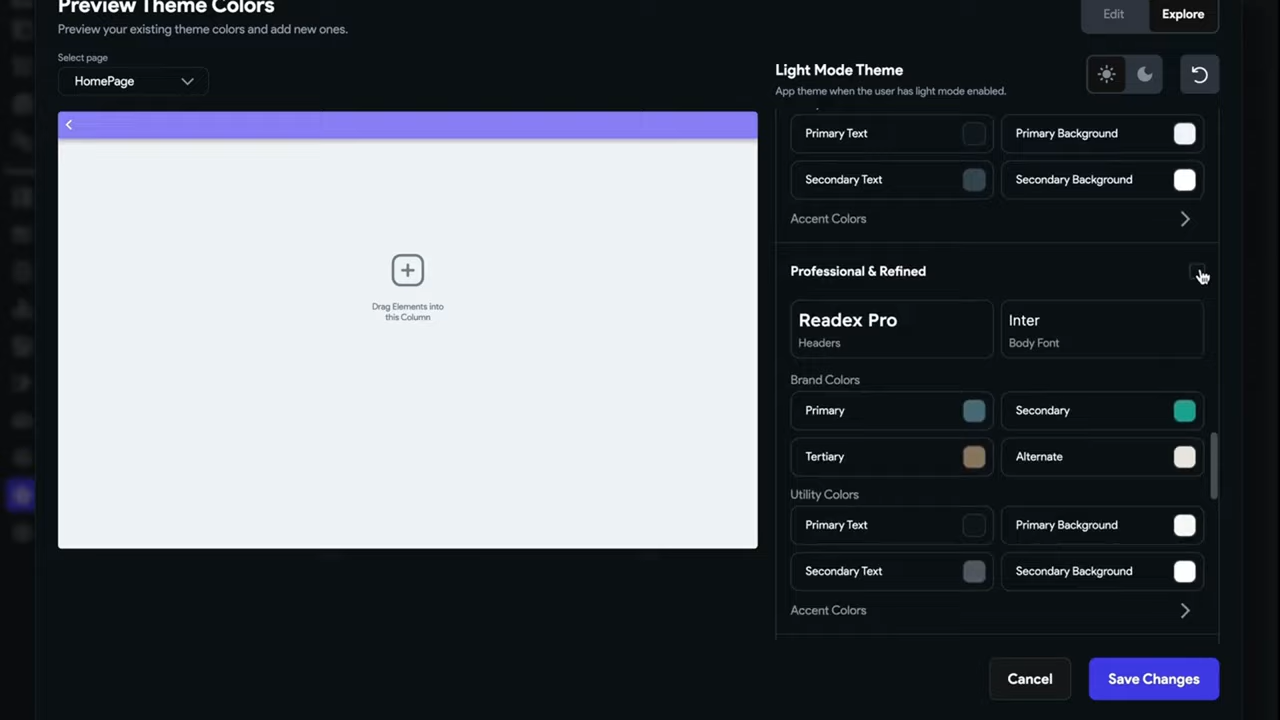 Preview Theme Colors
Preview your existing theme colors and add new ones.
Edit
Explore
Select page
HomePage
Light Mode Theme
App theme when the user has light mode enabled.
Drag Elements into
this Column
Primary Text
Primary Background
Secondary Text
Secondary Background
Accent Colors
Professional & Refined
Readex Pro
Headers
Inter
Body Font
Brand Colors
Primary
Secondary
Tertiary
Alternate
Utility Colors
Primary Text
Primary Background
Secondary Text
Secondary Background
Accent Colors
Cancel
Save Changes